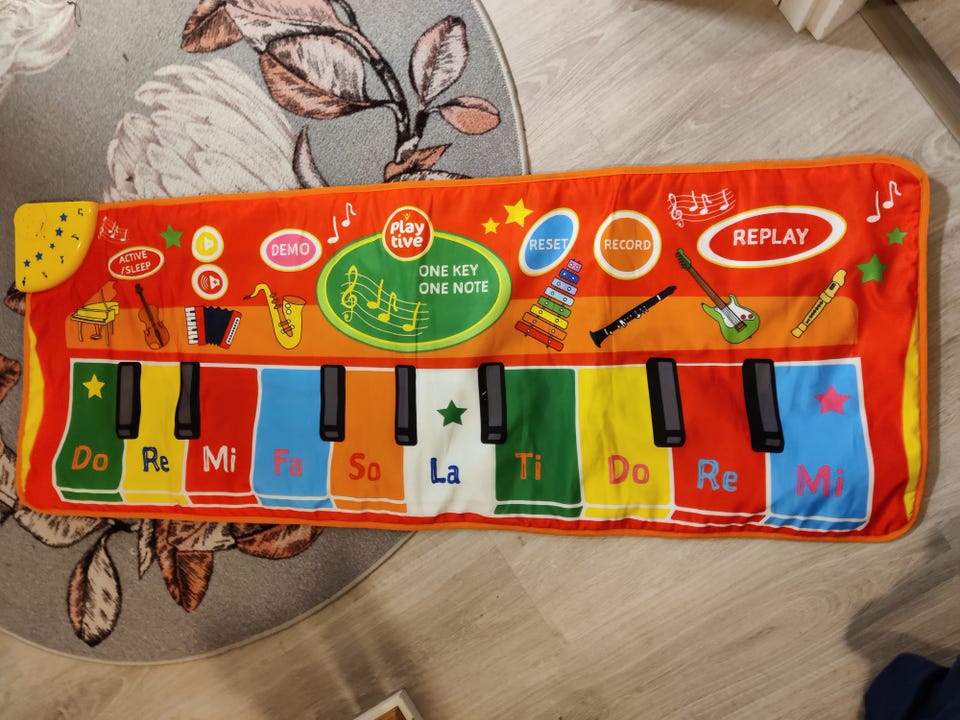 ACTIVE
/SLEEP
DEMO
play
tive
ONE KEY
ONE NOTE
RESET
RECORD
REPLAY
Do Re Mi Fa So La Ti Do Re Mi